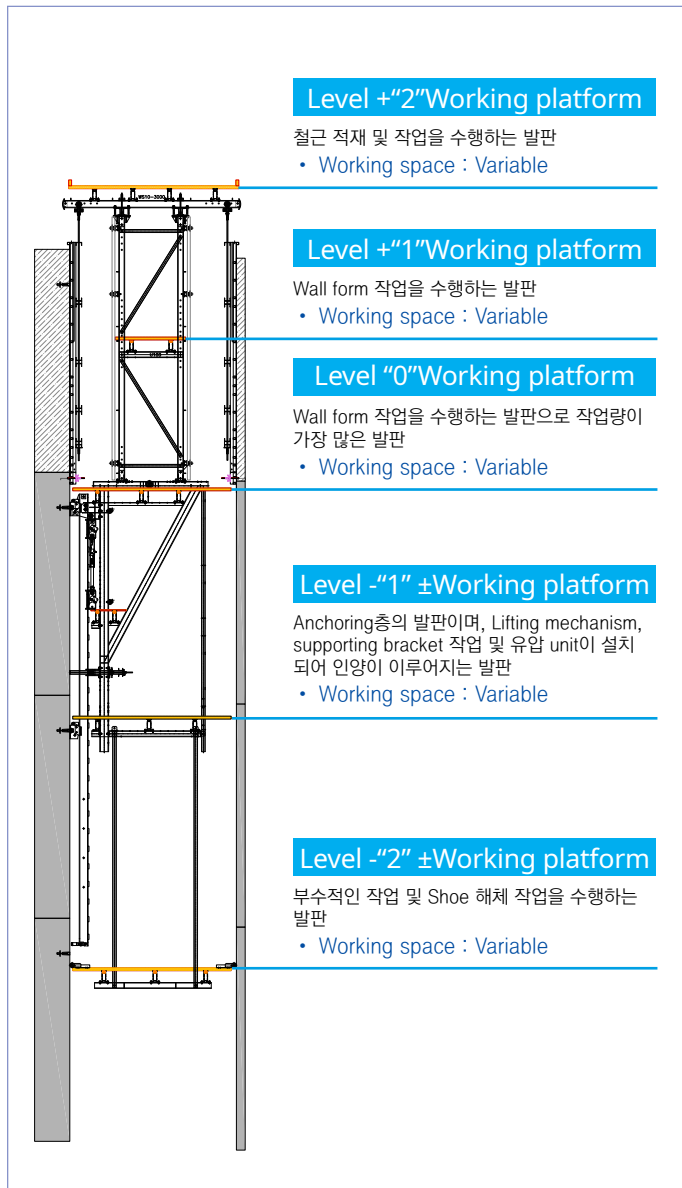 Level +“2”Working platform
철근 적재 및 작업을 수행하는 발판
• Working space : Variable
WS10-3000
Level +“1”Working platform
Wall form 작업을 수행하는 발판
• Working space : Variable
Level “0”Working platform
Wall form 작업을 수행하는 발판으로 작업량이
가장 많은 발판
• Working space : Variable
Level -“1” ±Working platform
Anchoring층의 발판이며, Lifting mechanism,
supporting bracket 작업 및 유압 unit이 설치
되어 인양이 이루어지는 발판
• Working space : Variable
Level -“2” ±Working platform
부수적인 작업 및 Shoe 해체 작업을 수행하는
발판
• Working space : Variable